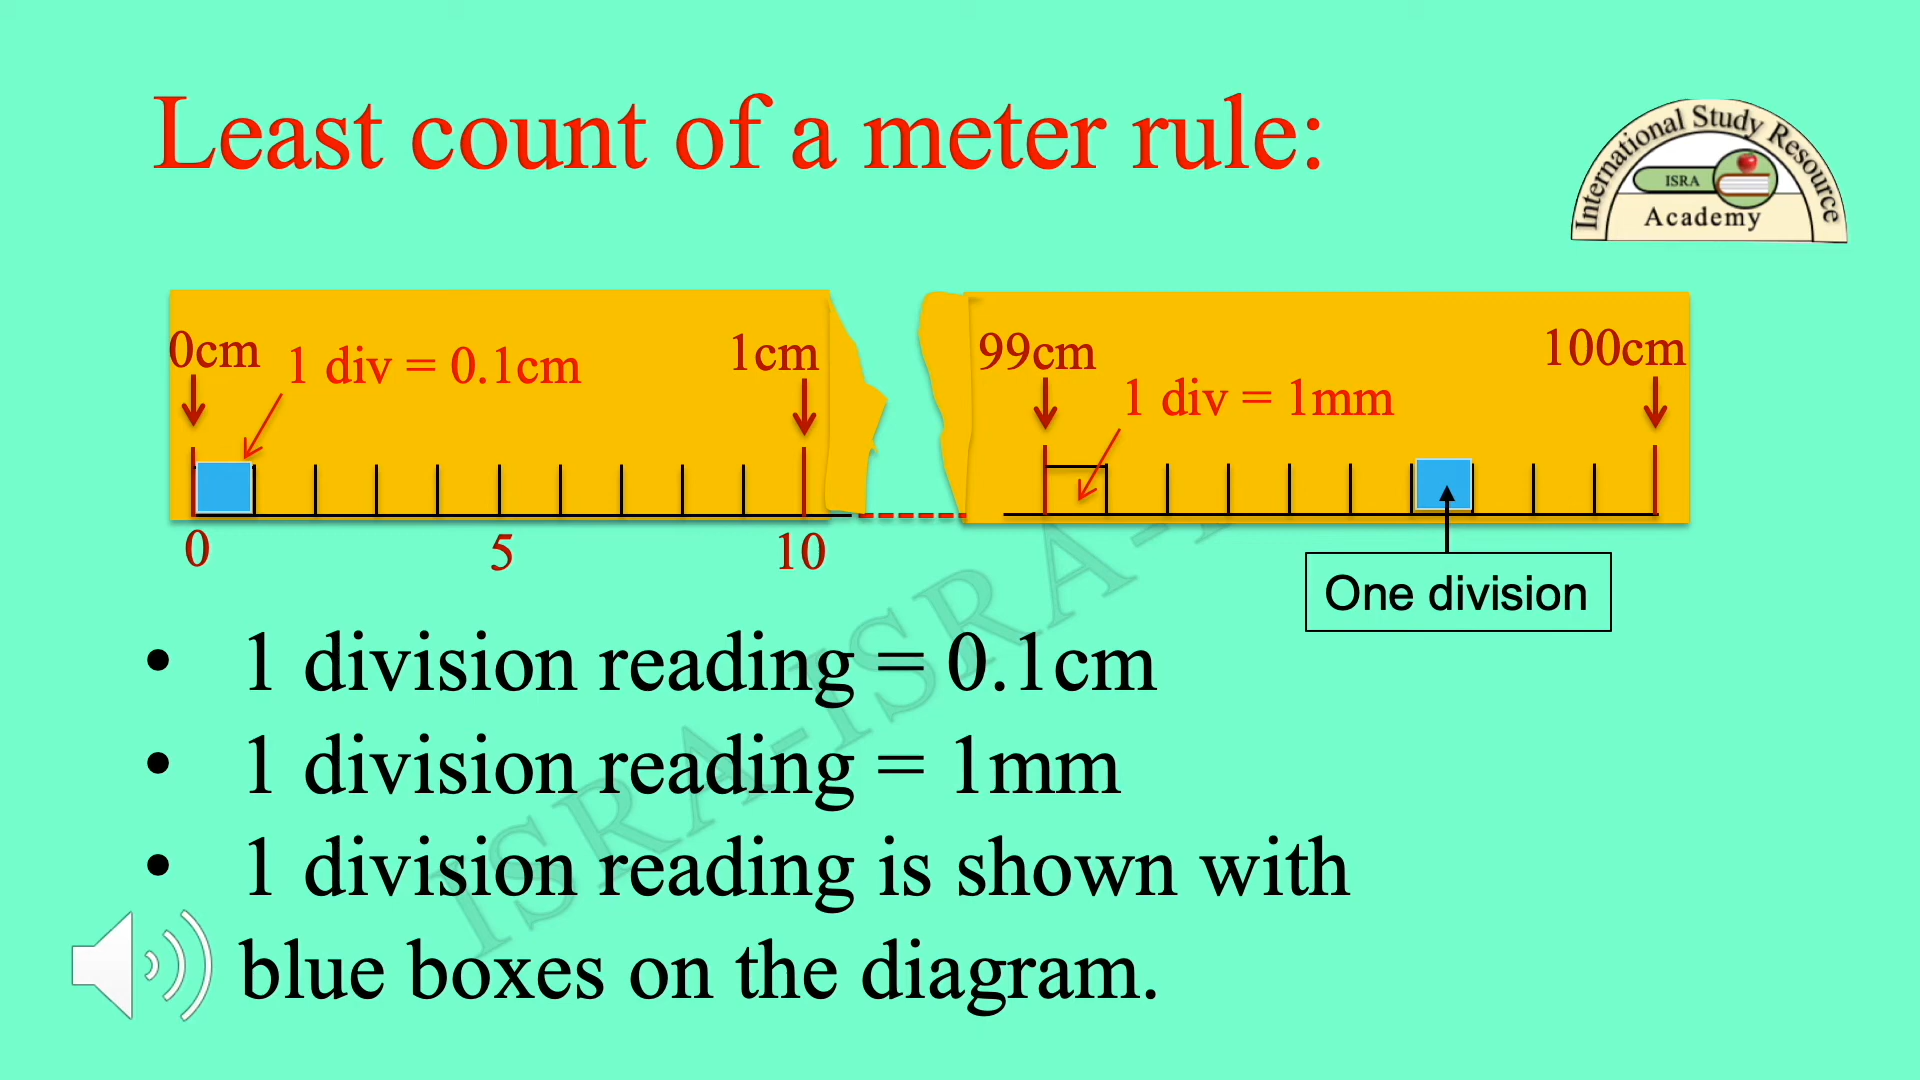 Least count of a meter rule:
International Study Resource
ISRA
Academy
0cm
1 div = 0.1cm
1cm
99cm
1 div = 1mm
100cm
0 5 10
One division
• 1 division reading = 0.1cm
• 1 division reading = 1mm
• 1 division reading is shown with
blue boxes on the diagram.
ISRA-ISRA-I